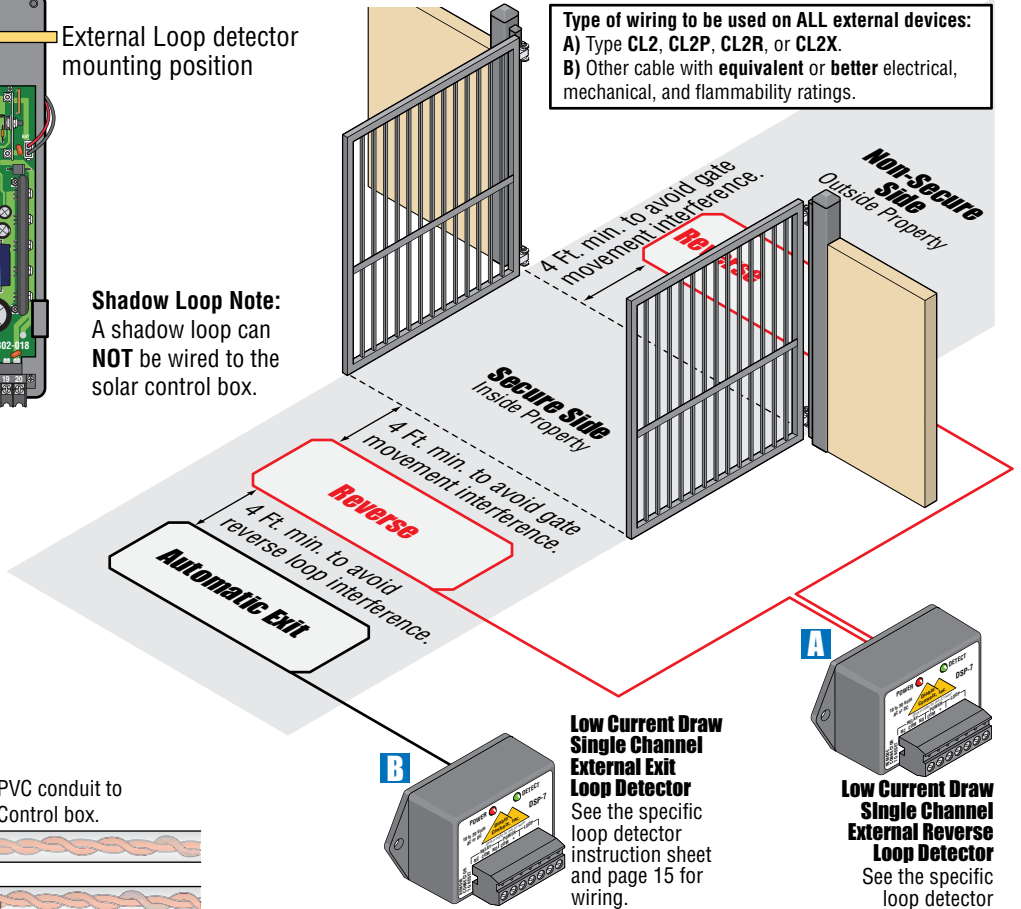 External Loop detector
mounting position
Type of wiring to be used on ALL external devices:
A) Type CL2, CL2P, CL2R, or CL2X.
B) Other cable with equivalent or better electrical,
mechanical, and flammability ratings.
Non-Secure
Side
Outside Property
4 Ft. min. to avoid gate
movement interference.
Reverse
Shadow Loop Note:
A shadow loop can
NOT be wired to the
solar control box.
802-018
19 20
Secure Side
Inside Property
4 Ft. min. to avoid gate
movement interference.
Reverse
4 Ft. min. to avoid
reverse loop interference.
Automatic Exit
A
POWER
DETECT
DSP-7
Low Current Draw
SIngle Channel
External Reverse
Loop Detector
See the specific
loop detector
B
POWER
DETECT
DSP-7
Low Current Draw
Single Channel
External Exit
Loop Detector
See the specific
loop detector
instruction sheet
and page 15 for
wiring.
PVC conduit to
Control box.